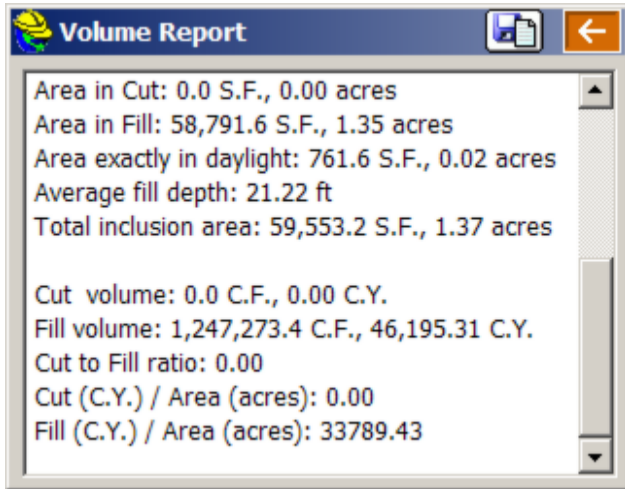 Volume Report
Area in Cut: 0.0 S.F., 0.00 acres
Area in Fill: 58,791.6 S.F., 1.35 acres
Area exactly in daylight: 761.6 S.F., 0.02 acres
Average fill depth: 21.22 ft
Total inclusion area: 59,553.2 S.F., 1.37 acres
Cut  volume: 0.0 C.F., 0.00 C.Y.
Fill volume: 1,247,273.4 C.F., 46,195.31 C.Y.
Cut to Fill ratio: 0.00
Cut (C.Y.) / Area (acres): 0.00
Fill (C.Y.) / Area (acres): 33789.43